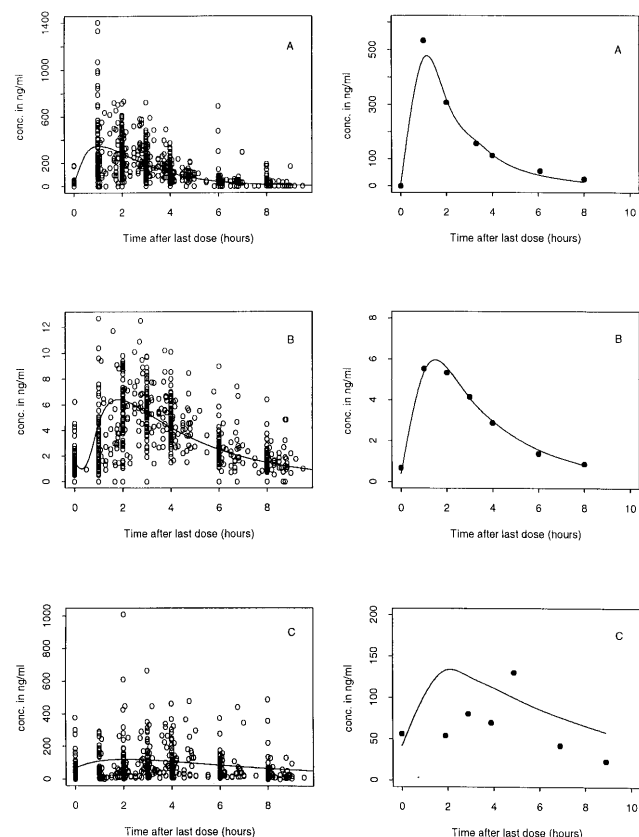 1400
1000
600
200
0
conc. in ng/ml
A
0 2 4 6 8
Time after last dose (hours)
500
300
100
0
conc. in ng/ml
A
0 2 4 6 8 10
Time after last dose (hours)
12
10
8
6
4
2
0
conc. in ng/ml
B
0 2 4 6 8
Time after last dose (hours)
8
6
4
2
0
conc. in ng/ml
B
0 2 4 6 8 10
Time after last dose (hours)
1000
800
600
400
200
0
conc. in ng/ml
C
0 2 4 6 8
Time after last dose (hours)
200
150
100
50
0
conc. in ng/ml
C
0 2 4 6 8 10
Time after last dose (hours)